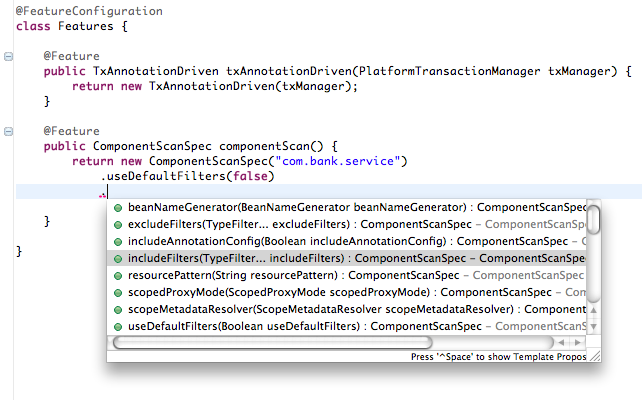 @FeatureConfiguration
class Features {
@Feature
public TxAnnotationDriven txAnnotationDriven(PlatformTransactionManager txManager) {
return new TxAnnotationDriven(txManager);
}
@Feature
public ComponentScanSpec componentScan() {
return new ComponentScanSpec("com.bank.service")
.useDefaultFilters(false)
.
beanNameGenerator(BeanNameGenerator beanNameGenerator) : ComponentScanSpec
excludeFilters(TypeFilter... excludeFilters) : ComponentScanSpec – ComponentScanSpec
includeAnnotationConfig(Boolean includeAnnotationConfig) : ComponentScanSpec – Co
includeFilters(TypeFilter... includeFilters) : ComponentScanSpec – ComponentScanSpec
resourcePattern(String resourcePattern) : ComponentScanSpec – ComponentScanSpec
scopedProxyMode(ScopedProxyMode scopedProxyMode) : ComponentScanSpec – Com
scopeMetadataResolver(ScopeMetadataResolver scopeMetadataResolver) : Component
useDefaultFilters(Boolean useDefaultFilters) : ComponentScanSpec – ComponentScanS
Press '^Space' to show Template Propos
}
}